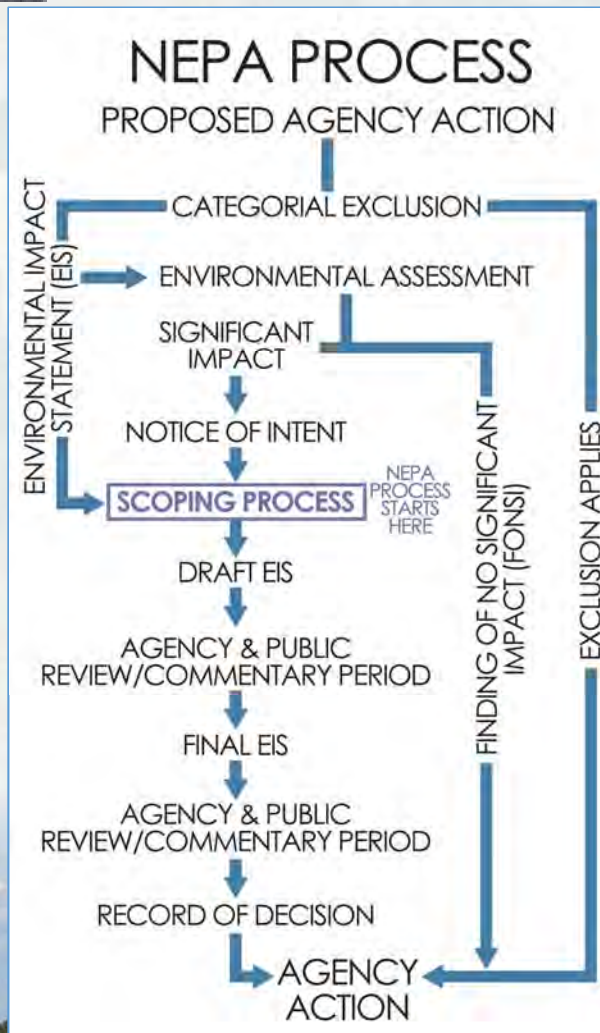 NEPA PROCESS
PROPOSED AGENCY ACTION
CATEGORIAL EXCLUSION
ENVIRONMENTAL IMPACT
STATEMENT (EIS)
ENVIRONMENTAL ASSESSMENT
SIGNIFICANT
IMPACT
NOTICE OF INTENT
SCOPING PROCESS
NEPA
PROCESS
STARTS
HERE
DRAFT EIS
AGENCY & PUBLIC
REVIEW/COMMENTARY PERIOD
FINAL EIS
AGENCY & PUBLIC
REVIEW/COMMENTARY PERIOD
RECORD OF DECISION
FINDING OF NO SIGNIFICANT
IMPACT (FONSI)
EXCLUSION APPLIES
AGENCY
ACTION